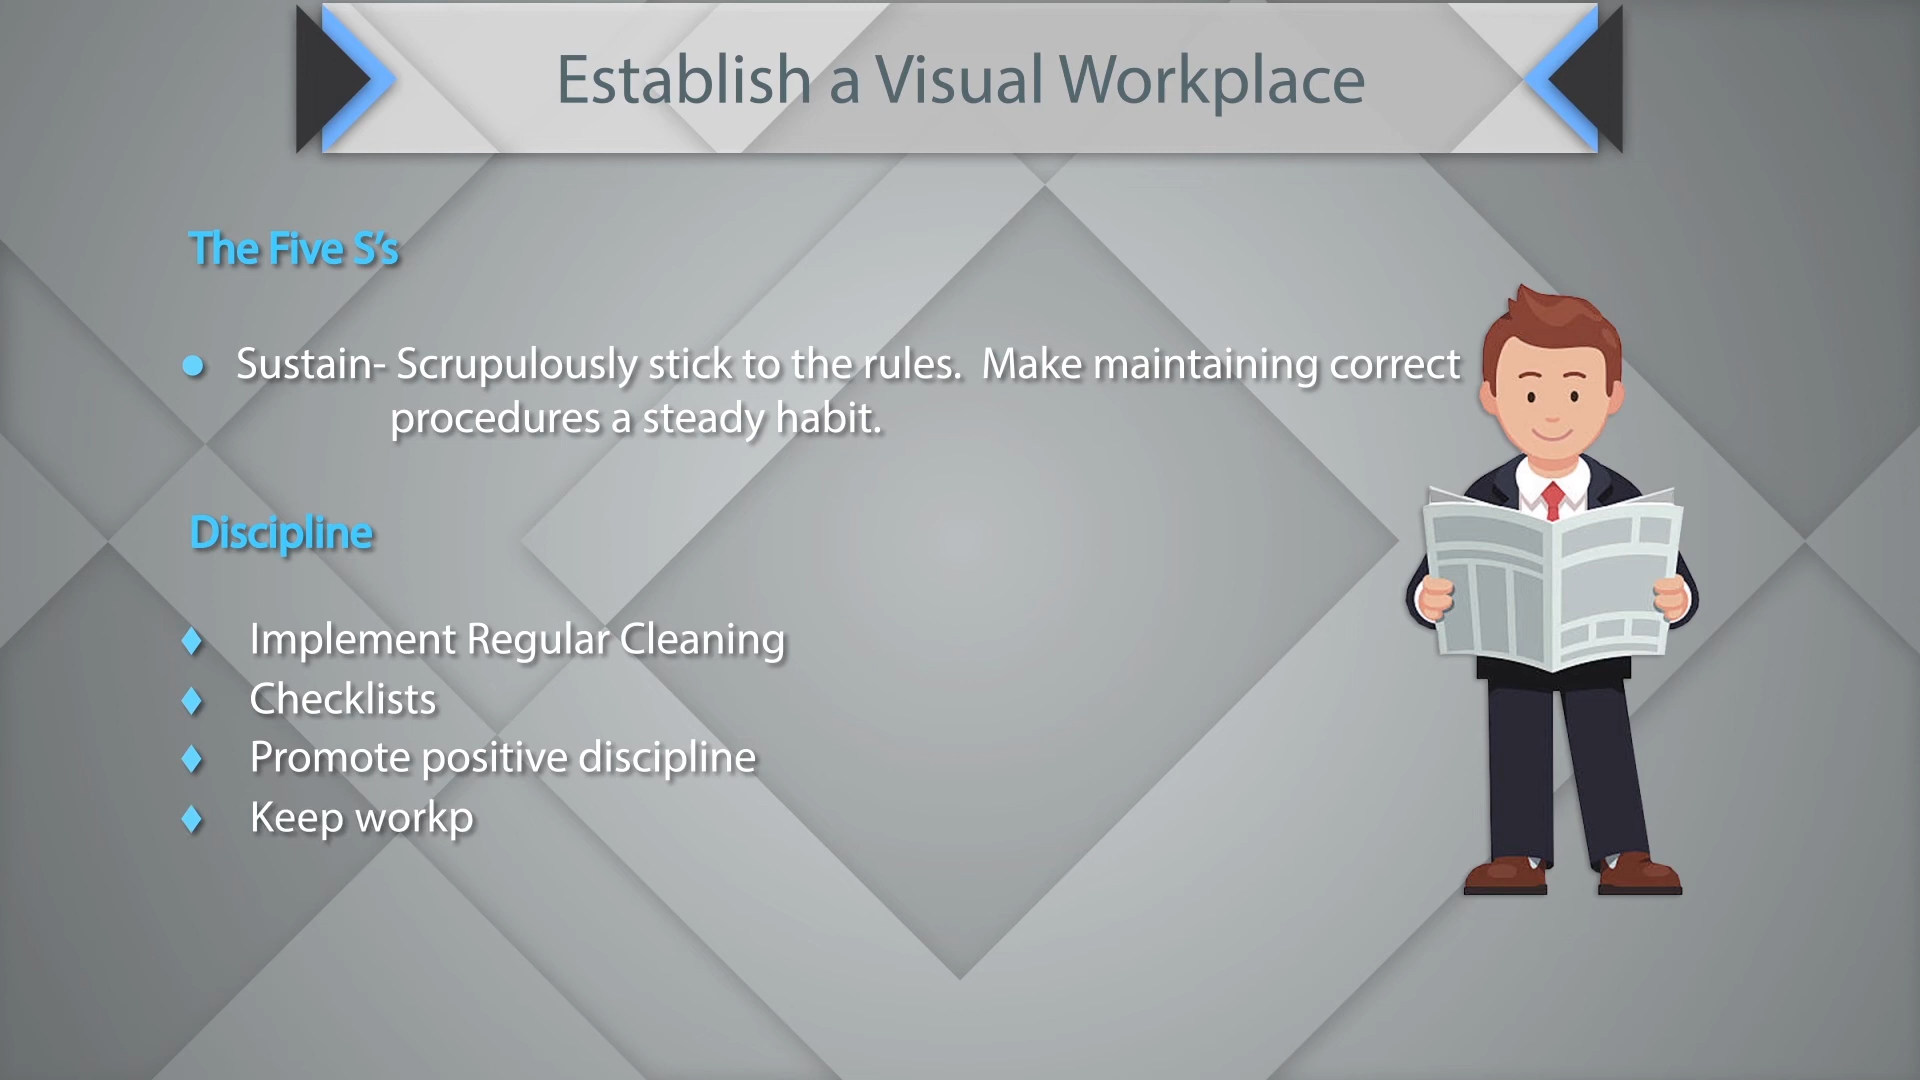 Establish a Visual Workplace
The Five S's
Sustain- Scrupulously stick to the rules.  Make maintaining correct
procedures a steady habit.
Discipline
Implement Regular Cleaning
Checklists
Promote positive discipline
Keep workp